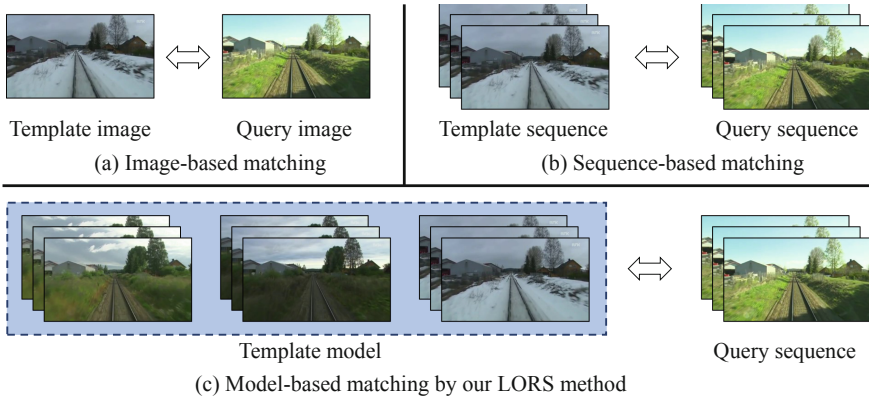 Template image
Query image
(a) Image-based matching
Template sequence
Query sequence
(b) Sequence-based matching
Template model
Query sequence
(c) Model-based matching by our LORS method